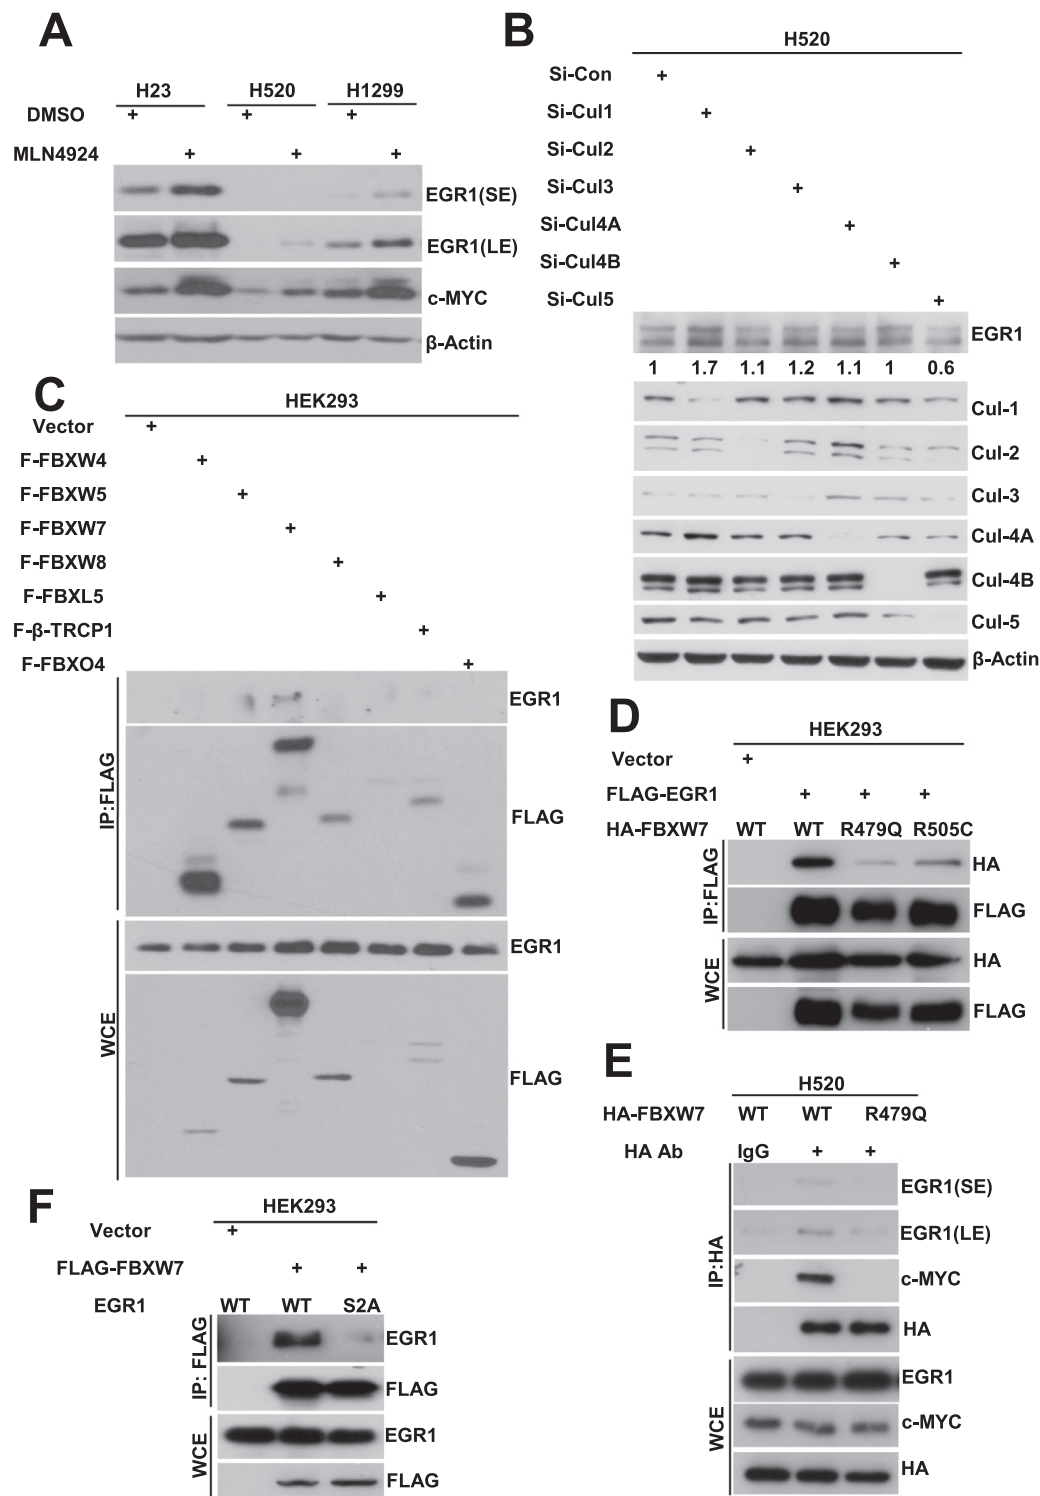 A
H23 H520 H1299
DMSO + + +
MLN4924 + + +
EGR1(SE)
EGR1(LE)
c-MYC
β-Actin
B
H520
Si-Con +
Si-Cul1 +
Si-Cul2 +
Si-Cul3 +
Si-Cul4A +
Si-Cul4B +
Si-Cul5 +
EGR1
1 1.7 1.1 1.2 1.1 1 0.6
Cul-1
Cul-2
Cul-3
Cul-4A
Cul-4B
Cul-5
β-Actin
C
HEK293
Vector +
F-FBXW4 +
F-FBXW5 +
F-FBXW7 +
F-FBXW8 +
F-FBXL5 +
F-β-TRCP1 +
F-FBXO4 +
IP:FLAG
EGR1
FLAG
WCE
EGR1
FLAG
D
HEK293
Vector +
FLAG-EGR1 + + +
HA-FBXW7 WT WT R479Q R505C
IP:FLAG
HA
FLAG
WCE
HA
FLAG
E
H520
HA-FBXW7 WT WT R479Q
HA Ab IgG + +
IP:HA
EGR1(SE)
EGR1(LE)
c-MYC
HA
WCE
EGR1
c-MYC
HA
F
HEK293
Vector +
FLAG-FBXW7 + +
EGR1 WT WT S2A
IP: FLAG
EGR1
FLAG
WCE
EGR1
FLAG